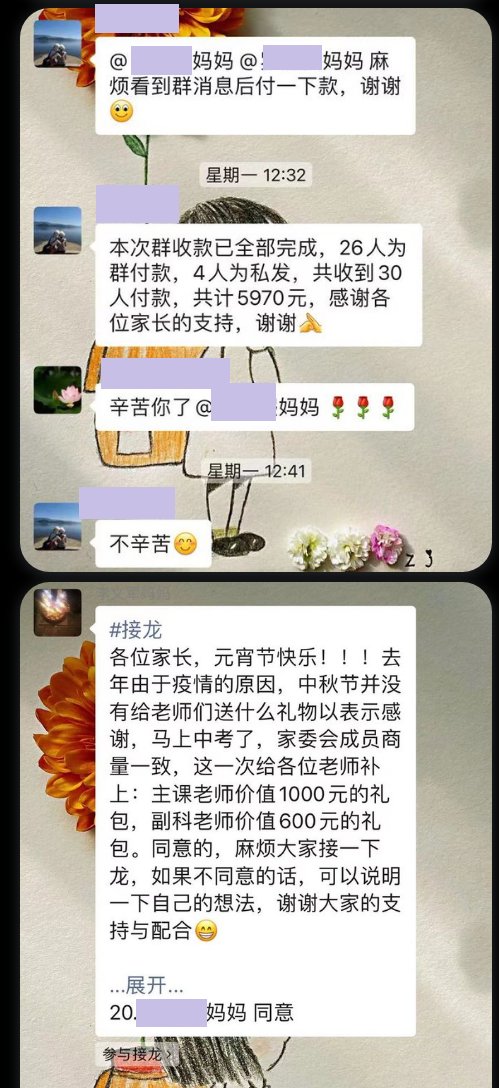 @ 妈妈 @ 妈妈 麻
烦看到群消息后付一下款，谢谢
星期一 12:32
本次群收款已全部完成，26人为
群付款，4人为私发，共收到30
人付款，共计5970元，感谢各
位家长的支持，谢谢
辛苦你了@ 妈妈
星期一 12:41
不辛苦
z j
#接龙
各位家长，元宵节快乐！！！去
年由于疫情的原因，中秋节并没
有给老师们送什么礼物以表示感
谢，马上中考了，家委会成员商
量一致，这一次给各位老师补
上：主课老师价值1000元的礼
包，副科老师价值600元的礼
包。同意的，麻烦大家接一下
龙，如果不同意的话，可以说明
一下自己的想法，谢谢大家的支
持与配合
...展开...
20. 妈妈 同意
参与接龙 ›